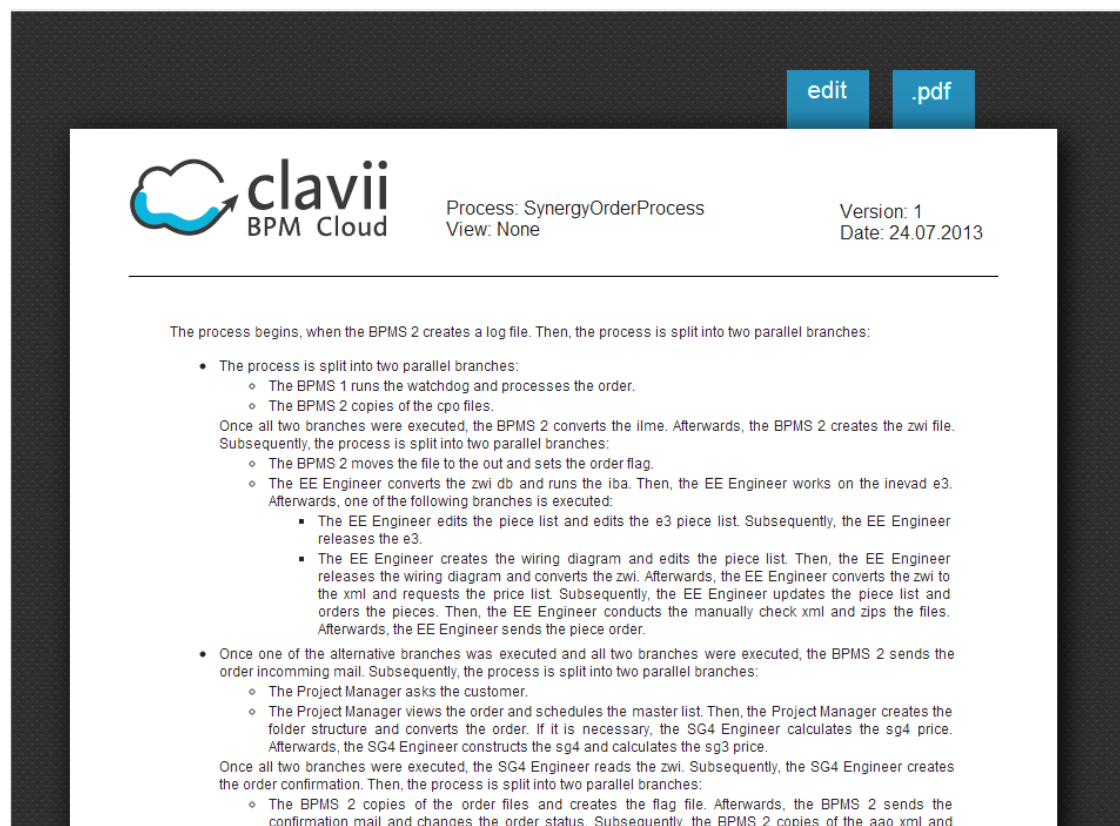 edit
.pdf
clavii
BPM Cloud
Process: SynergyOrderProcess
View: None
Version: 1
Date: 24.07.2013
The process begins, when the BPMS 2 creates a log file. Then, the process is split into two parallel branches:
• The process is split into two parallel branches:
◦ The BPMS 1 runs the watchdog and processes the order.
◦ The BPMS 2 copies of the cpo files.
Once all two branches were executed, the BPMS 2 converts the ilme. Afterwards, the BPMS 2 creates the zwi file.
Subsequently, the process is split into two parallel branches:
◦ The BPMS 2 moves the file to the out and sets the order flag.
◦ The EE Engineer converts the zwi db and runs the iba. Then, the EE Engineer works on the inevad e3.
Afterwards, one of the following branches is executed:
▪ The EE Engineer edits the piece list and edits the e3 piece list. Subsequently, the EE Engineer
releases the e3.
▪ The EE Engineer creates the wiring diagram and edits the piece list. Then, the EE Engineer
releases the wiring diagram and converts the zwi. Afterwards, the EE Engineer converts the zwi to
the xml and requests the price list. Subsequently, the EE Engineer updates the piece list and
orders the pieces. Then, the EE Engineer conducts the manually check xml and zips the files.
Afterwards, the EE Engineer sends the piece order.
• Once one of the alternative branches was executed and all two branches were executed, the BPMS 2 sends the
order incomming mail. Subsequently, the process is split into two parallel branches:
◦ The Project Manager asks the customer.
◦ The Project Manager views the order and schedules the master list. Then, the Project Manager creates the
folder structure and converts the order. If it is necessary, the SG4 Engineer calculates the sg4 price.
Afterwards, the SG4 Engineer constructs the sg4 and calculates the sg3 price.
Once all two branches were executed, the SG4 Engineer reads the zwi. Subsequently, the SG4 Engineer creates
the order confirmation. Then, the process is split into two parallel branches:
◦ The BPMS 2 copies of the order files and creates the flag file. Afterwards, the BPMS 2 sends the
confirmation mail and changes the order status. Subsequently, the BPMS 2 copies of the aao xml and